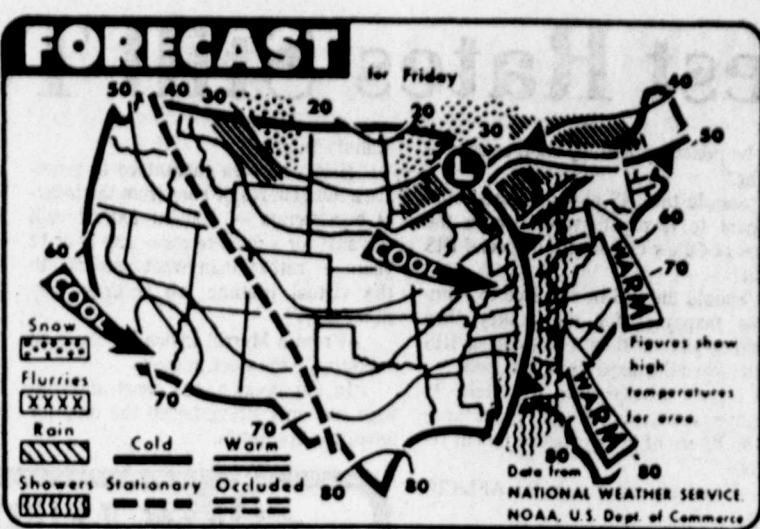 FORECAST
for Friday
50 40 30 20 20 30 40
50
L
60
COOL
60
COOL
WARM
70
Snow
Flurries
XXXX
Rain
Showers
70
70
Cold
Warm
Stationary
Occluded
80
80
80
80
WARM
Figures show
high
temperatures
for area.
Data from
NATIONAL WEATHER SERVICE.
NOAA, U.S. Dept. of Commerce